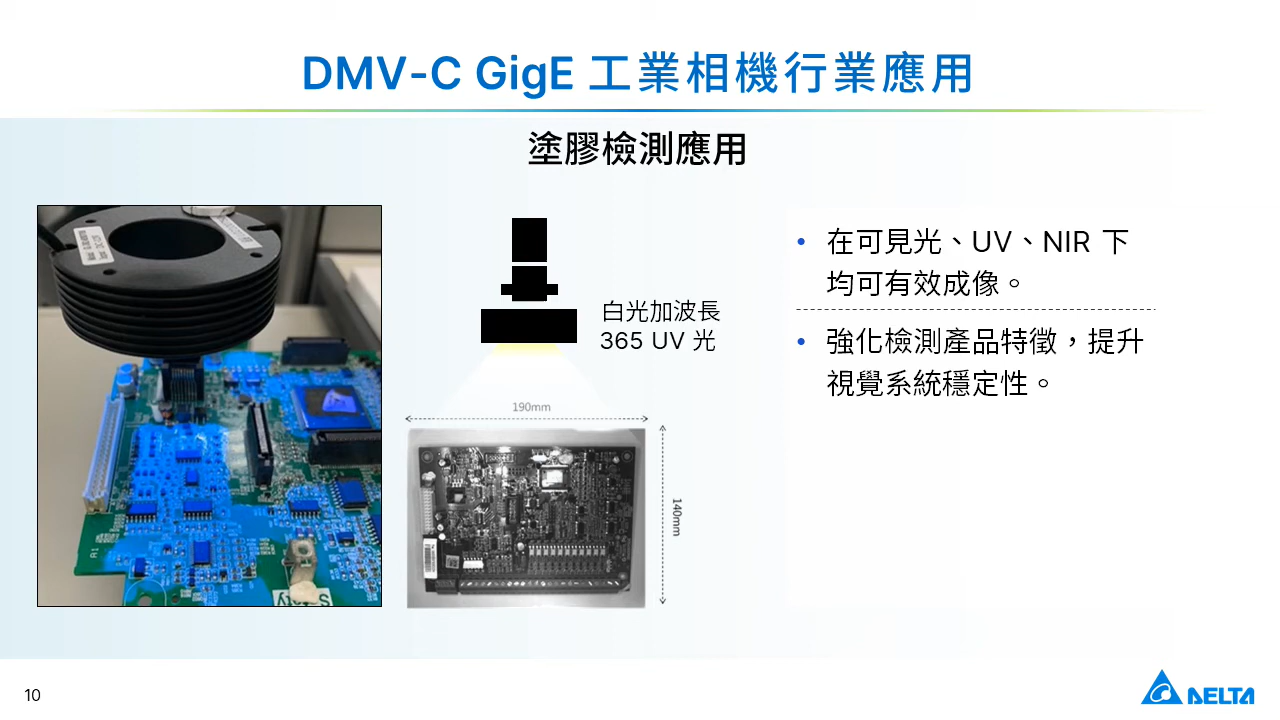 DMV-C GigE 工業相機行業應用
塗膠檢測應用
白光加波長
365 UV 光
190mm
140mm
• 在可見光、UV、NIR 下
均可有效成像。
• 強化檢測產品特徵，提升
視覺系統穩定性。
10
DELTA